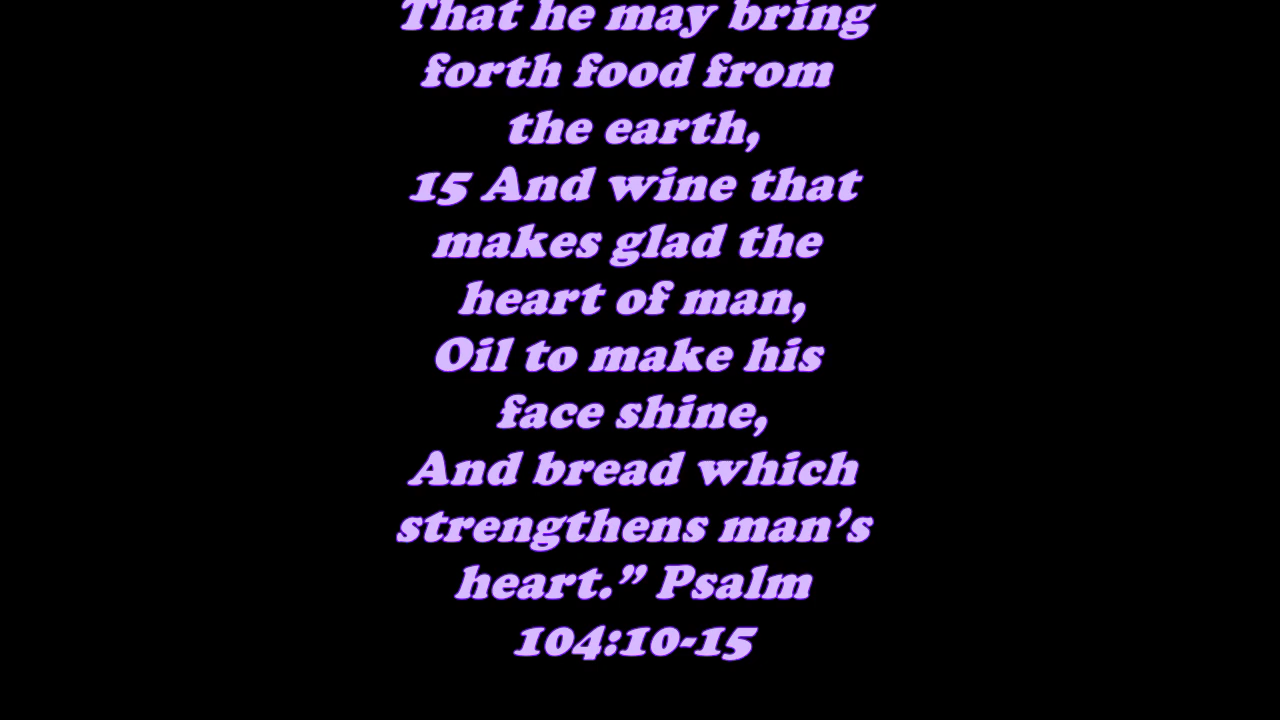 That he may bring
forth food from
the earth,
15 And wine that
makes glad the
heart of man,
Oil to make his
face shine,
And bread which
strengthens man’s
heart.” Psalm
104:10-15